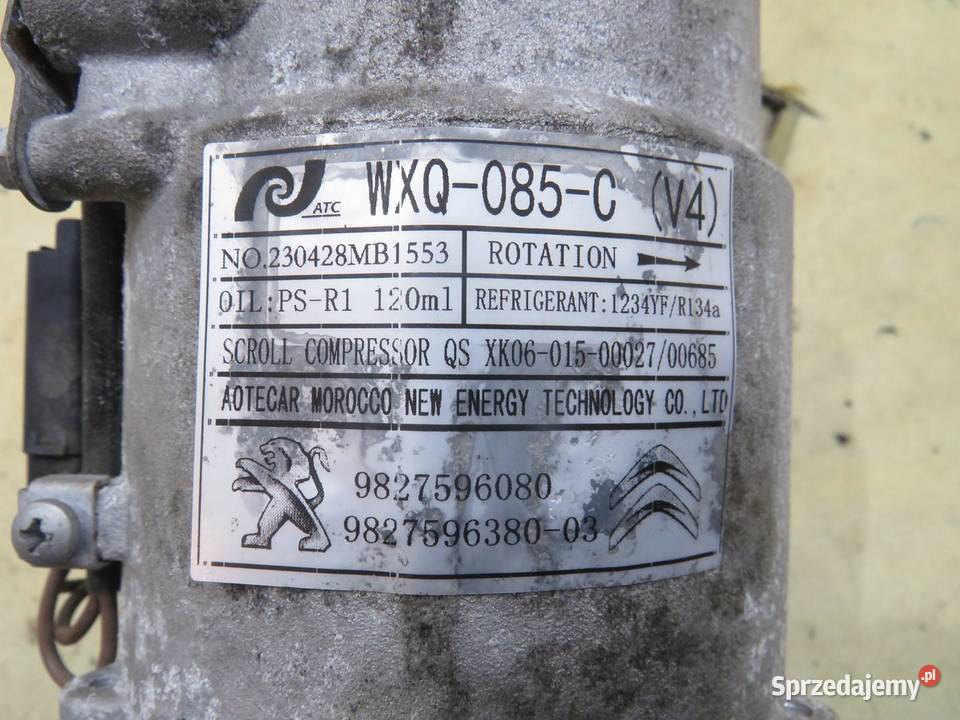 ATC WXQ-085-C (V4)
NO.230428MB1553 ROTATION
OIL:PS-R1 120ml REFRIGERANT:1234YF/R134a
SCROLL COMPRESSOR QS XK06-015-00027/00685
AOTECAR MOROCCO NEW ENERGY TECHNOLOGY CO.,LTD
9827596080
9827596380-03
Sprzedajemy.pl